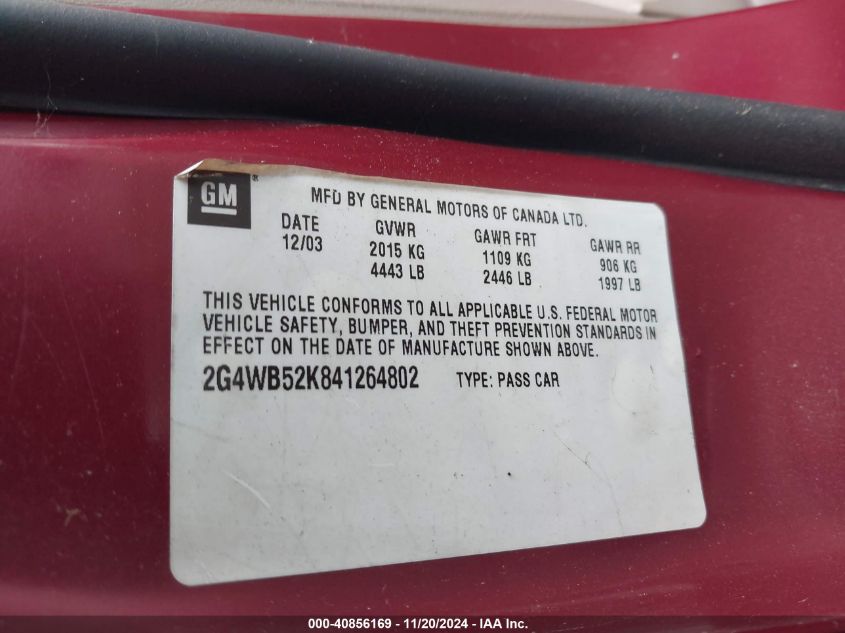 GM ®
MFD BY GENERAL MOTORS OF CANADA LTD.
DATE GVWR GAWR FRT GAWR RR
12/03 2015 KG 1109 KG 906 KG
4443 LB 2446 LB 1997 LB
THIS VEHICLE CONFORMS TO ALL APPLICABLE U.S. FEDERAL MOTOR
VEHICLE SAFETY, BUMPER, AND THEFT PREVENTION STANDARDS IN
EFFECT ON THE DATE OF MANUFACTURE SHOWN ABOVE.
2G4WB52K841264802 TYPE: PASS CAR
000-40856169 - 11/20/2024 - IAA Inc.